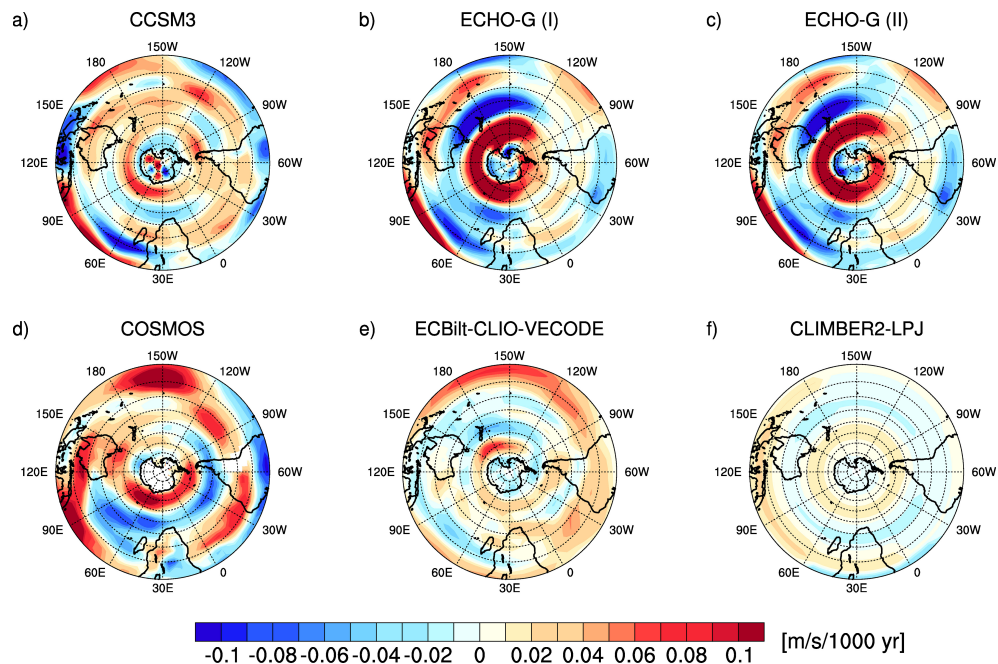 a) CCSM3
150W
180 120W
150E 90W
120E 60W
90E 30W
60E 0
30E
b) ECHO-G (I)
150W
180 120W
150E 90W
120E 60W
90E 30W
60E 0
30E
c) ECHO-G (II)
150W
180 120W
150E 90W
120E 60W
90E 30W
60E 0
30E
d) COSMOS
150W
180 120W
150E 90W
120E 60W
90E 30W
60E 0
30E
e) ECBilt-CLIO-VECODE
150W
180 120W
150E 90W
120E 60W
90E 30W
60E 0
30E
f) CLIMBER2-LPJ
150W
180 120W
150E 90W
120E 60W
90E 30W
60E 0
30E
-0.1 -0.08 -0.06 -0.04 -0.02 0 0.02 0.04 0.06 0.08 0.1 [m/s/1000 yr]